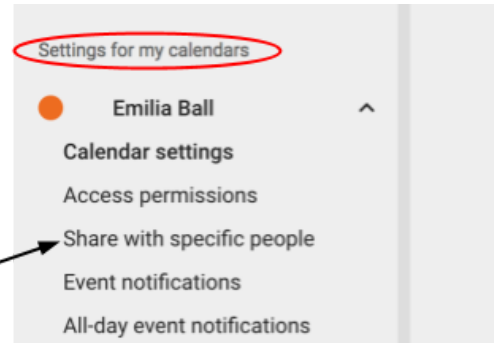 Settings for my calendars
Emilia Ball
Calendar settings
Access permissions
Share with specific people
Event notifications
All-day event notifications